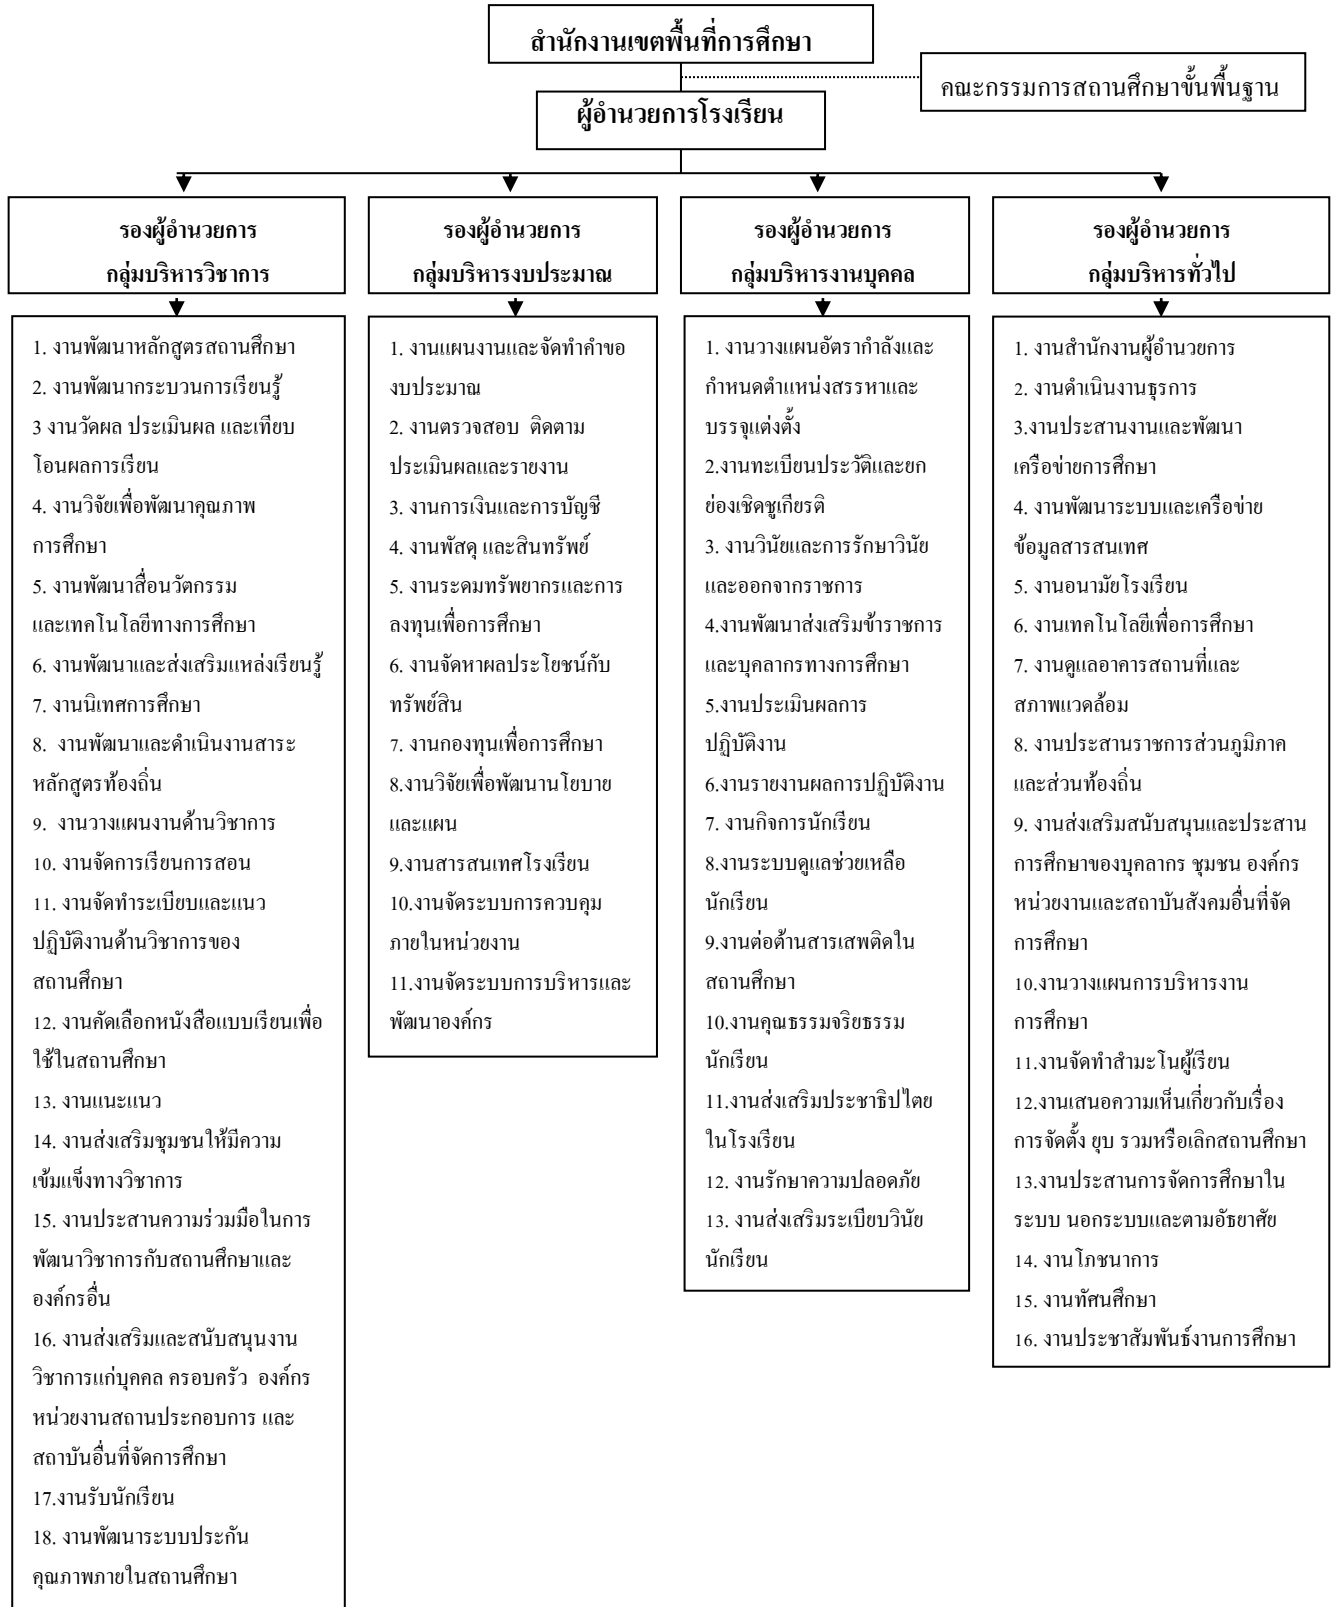 สำนักงานเขตพื้นที่การศึกษา
คณะกรรมการสถานศึกษาขั้นพื้นฐาน
ผู้อำนวยการโรงเรียน
รองผู้อำนวยการ
กลุ่มบริหารวิชาการ
รองผู้อำนวยการ
กลุ่มบริหารงบประมาณ
รองผู้อำนวยการ
กลุ่มบริหารงานบุคคล
รองผู้อำนวยการ
กลุ่มบริหารทั่วไป
1. งานพัฒนาหลักสูตรสถานศึกษา
2. งานพัฒนากระบวนการเรียนรู้
3 งานวัดผล ประเมินผล และเทียบ
โอนผลการเรียน
4. งานวิจัยเพื่อพัฒนาคุณภาพ
การศึกษา
5. งานพัฒนาสื่อนวัตกรรม
และเทคโนโลยีทางการศึกษา
6. งานพัฒนาและส่งเสริมแหล่งเรียนรู้
7. งานนิเทศการศึกษา
8. งานพัฒนาและดำเนินงานสาระ
หลักสูตรท้องถิ่น
9. งานวางแผนงานด้านวิชาการ
10. งานจัดการเรียนการสอน
11. งานจัดทำระเบียบและแนว
ปฏิบัติงานด้านวิชาการของ
สถานศึกษา
12. งานคัดเลือกหนังสือแบบเรียนเพื่อ
ใช้ในสถานศึกษา
13. งานแนะแนว
14. งานส่งเสริมชุมชนให้มีความ
เข้มแข็งทางวิชาการ
15. งานประสานความร่วมมือในการ
พัฒนาวิชาการกับสถานศึกษาและ
องค์กรอื่น
16. งานส่งเสริมและสนับสนุนงาน
วิชาการแก่บุคคล ครอบครัว องค์กร
หน่วยงานสถานประกอบการ และ
สถาบันอื่นที่จัดการศึกษา
17.งานรับนักเรียน
18. งานพัฒนาระบบประกัน
คุณภาพภายในสถานศึกษา
1. งานแผนงานและจัดทำคำขอ
งบประมาณ
2. งานตรวจสอบ ติดตาม
ประเมินผลและรายงาน
3. งานการเงินและการบัญชี
4. งานพัสดุ และสินทรัพย์
5. งานระดมทรัพยากรและการ
ลงทุนเพื่อการศึกษา
6. งานจัดหาผลประโยชน์กับ
ทรัพย์สิน
7. งานกองทุนเพื่อการศึกษา
8.งานวิจัยเพื่อพัฒนานโยบาย
และแผน
9.งานสารสนเทศโรงเรียน
10.งานจัดระบบการควบคุม
ภายในหน่วยงาน
11.งานจัดระบบการบริหารและ
พัฒนาองค์กร
1. งานวางแผนอัตรากำลังและ
กำหนดตำแหน่งสรรหาและ
บรรจุแต่งตั้ง
2.งานทะเบียนประวัติและยก
ย่องเชิดชูเกียรติ
3. งานวินัยและการรักษาวินัย
และออกจากราชการ
4.งานพัฒนาส่งเสริมข้าราชการ
และบุคลากรทางการศึกษา
5.งานประเมินผลการ
ปฏิบัติงาน
6.งานรายงานผลการปฏิบัติงาน
7. งานกิจการนักเรียน
8.งานระบบดูแลช่วยเหลือ
นักเรียน
9.งานต่อต้านสารเสพติดใน
สถานศึกษา
10.งานคุณธรรมจริยธรรม
นักเรียน
11.งานส่งเสริมประชาธิปไตย
ในโรงเรียน
12. งานรักษาความปลอดภัย
13. งานส่งเสริมระเบียบวินัย
นักเรียน
1. งานสำนักงานผู้อำนวยการ
2. งานดำเนินงานธุรการ
3.งานประสานงานและพัฒนา
เครือข่ายการศึกษา
4. งานพัฒนาระบบและเครือข่าย
ข้อมูลสารสนเทศ
5. งานอนามัยโรงเรียน
6. งานเทคโนโลยีเพื่อการศึกษา
7. งานดูแลอาคารสถานที่และ
สภาพแวดล้อม
8. งานประสานราชการส่วนภูมิภาค
และส่วนท้องถิ่น
9. งานส่งเสริมสนับสนุนและประสาน
การศึกษาของบุคลากร ชุมชน องค์กร
หน่วยงานและสถาบันสังคมอื่นที่จัด
การศึกษา
10.งานวางแผนการบริหารงาน
การศึกษา
11.งานจัดทำสำมะโนผู้เรียน
12.งานเสนอความเห็นเกี่ยวกับเรื่อง
การจัดตั้ง ยุบ รวมหรือเลิกสถานศึกษา
13.งานประสานการจัดการศึกษาใน
ระบบ นอกระบบและตามอัธยาศัย
14. งานโภชนาการ
15. งานทัศนศึกษา
16. งานประชาสัมพันธ์งานการศึกษา